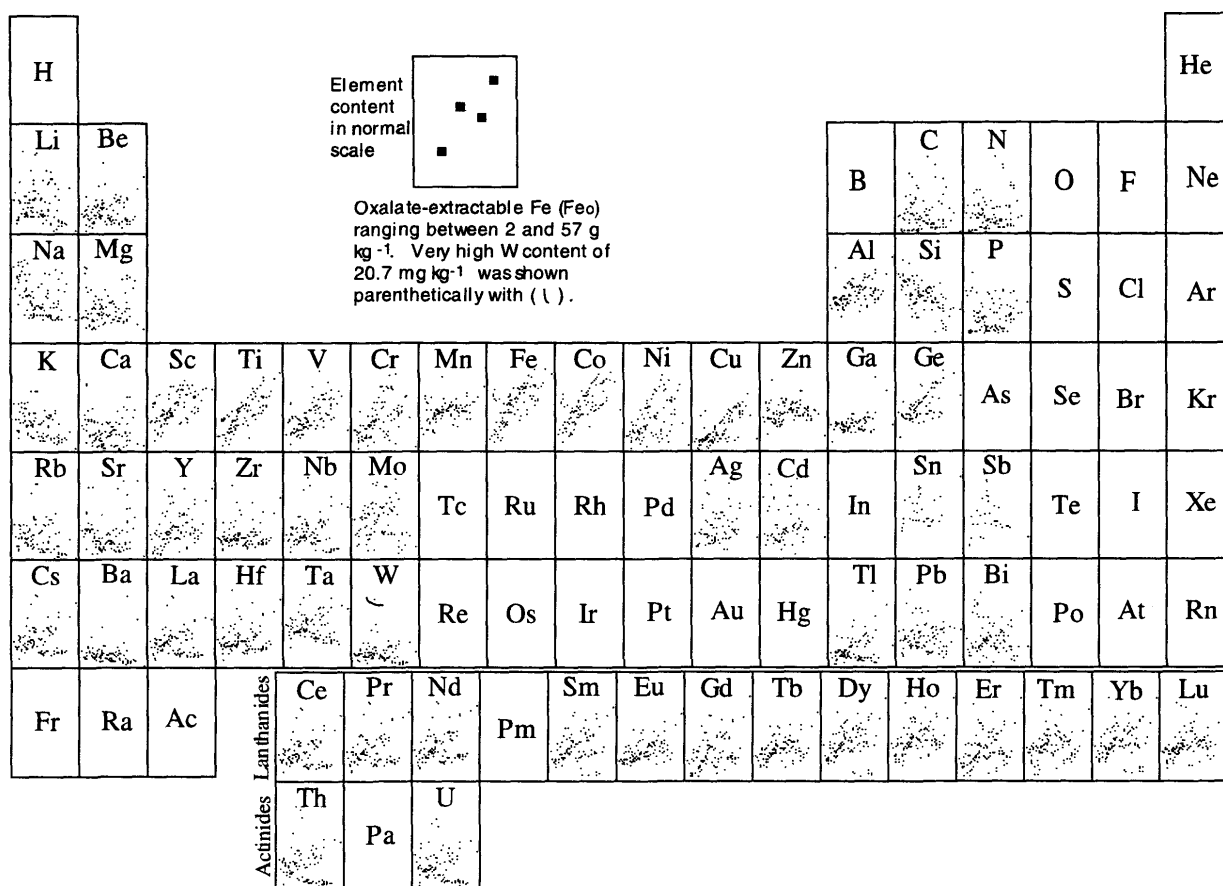 H He
Element
content
in normal
scale
Li Be B C N O F Ne
Oxalate-extractable Fe (Feo)
ranging between 2 and 57 g
kg -1. Very high W content of
20.7 mg kg-1 was shown
parenthetically with ( ).
Na Mg Al Si P S Cl Ar
K Ca Sc Ti V Cr Mn Fe Co Ni Cu Zn Ga Ge As Se Br Kr
Rb Sr Y Zr Nb Mo Tc Ru Rh Pd Ag Cd In Sn Sb Te I Xe
Cs Ba La Hf Ta W Re Os Ir Pt Au Hg Tl Pb Bi Po At Rn
Fr Ra Ac
Lanthanides
Ce Pr Nd Pm Sm Eu Gd Tb Dy Ho Er Tm Yb Lu
Actinides
Th Pa U